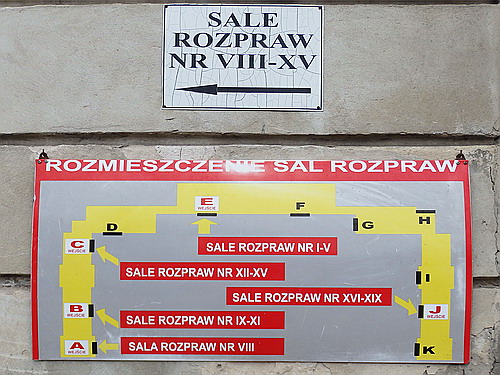 SALE
ROZPRAW
NR VIII-XV
ROZMIESZCZENIE SAL ROZPRAW
E
WEJŚCIE
F
D
G
H
SALE ROZPRAW NR I-V
C
WEJŚCIE
SALE ROZPRAW NR XII-XV
I
SALE ROZPRAW NR XVI-XIX
B
WEJŚCIE
J
WEJŚCIE
SALE ROZPRAW NR IX-XI
A
WEJŚCIE
SALA ROZPRAW NR VIII
K